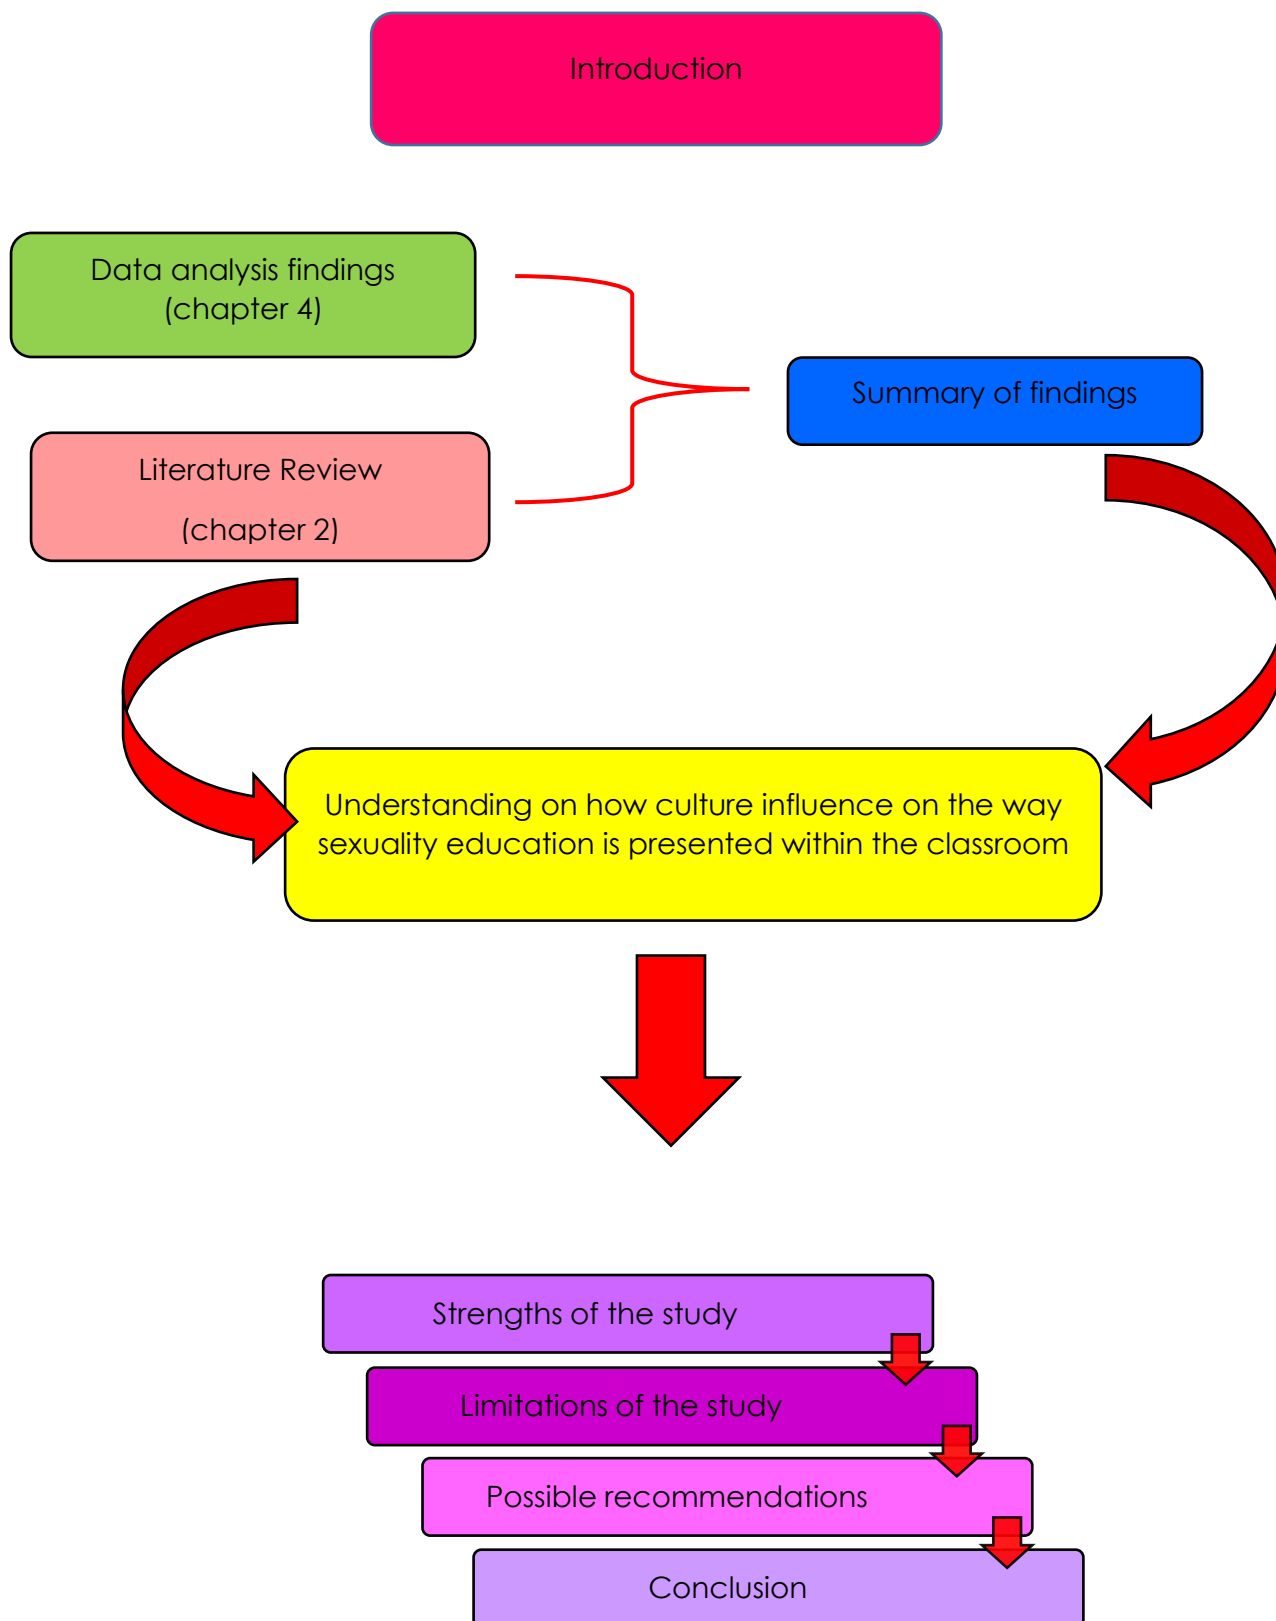 Introduction
Data analysis findings
(chapter 4)
Summary of findings
Literature Review
(chapter 2)
Understanding on how culture influence on the way
sexuality education is presented within the classroom
Strengths of the study
Limitations of the study
Possible recommendations
Conclusion